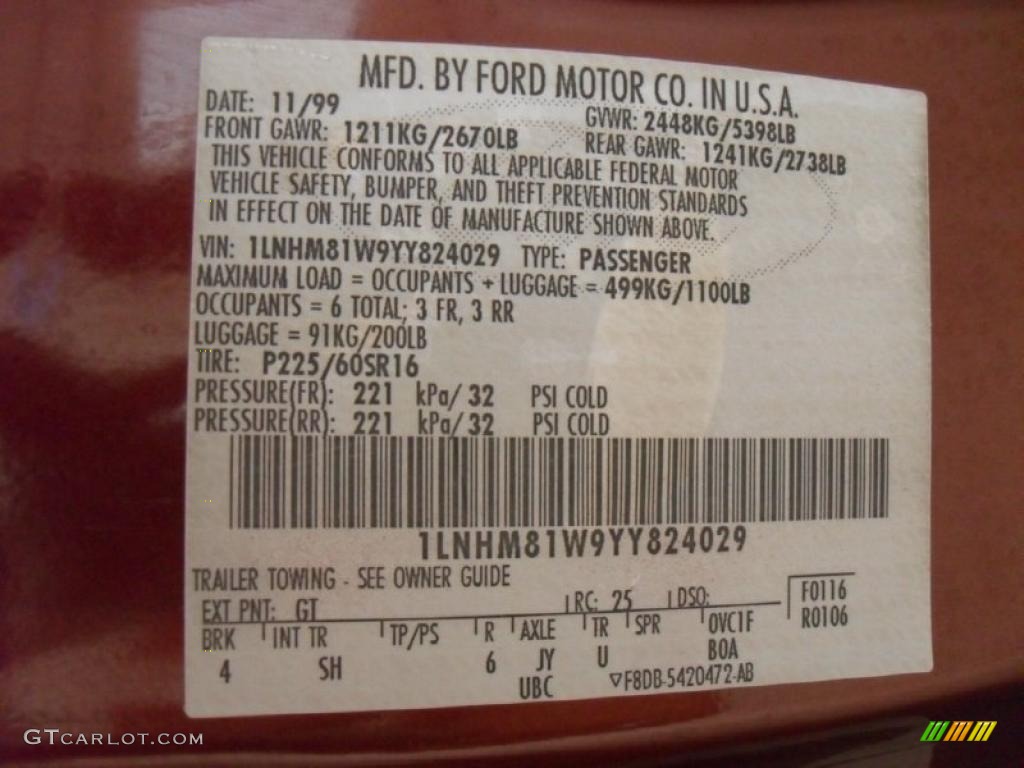 MFD. BY FORD MOTOR CO. IN U.S.A.
DATE: 11/99 GVWR: 2448KG/5398LB
FRONT GAWR: 1211KG/2670LB REAR GAWR: 1241KG/2738LB
THIS VEHICLE CONFORMS TO ALL APPLICABLE FEDERAL MOTOR
VEHICLE SAFETY, BUMPER, AND THEFT PREVENTION STANDARDS
IN EFFECT ON THE DATE OF MANUFACTURE SHOWN ABOVE.
VIN: 1LNHM81W9YY824029 TYPE: PASSENGER
MAXIMUM LOAD = OCCUPANTS + LUGGAGE = 499KG/1100LB
OCCUPANTS = 6 TOTAL; 3 FR, 3 RR
LUGGAGE = 91KG/200LB
TIRE: P225/60SR16
PRESSURE(FR): 221 kPa/ 32 PSI COLD
PRESSURE(RR): 221 kPa/ 32 PSI COLD
1LNHM81W9YY824029
TRAILER TOWING - SEE OWNER GUIDE
EXT PNT: GT RC: 25 DSO: F0116
BRK INT TR TP/PS R AXLE TR SPR OVC1F R0106
4 SH 6 JY U BOA
UBC ▽F8DB-5420472-AB
GTCARLOT.COM